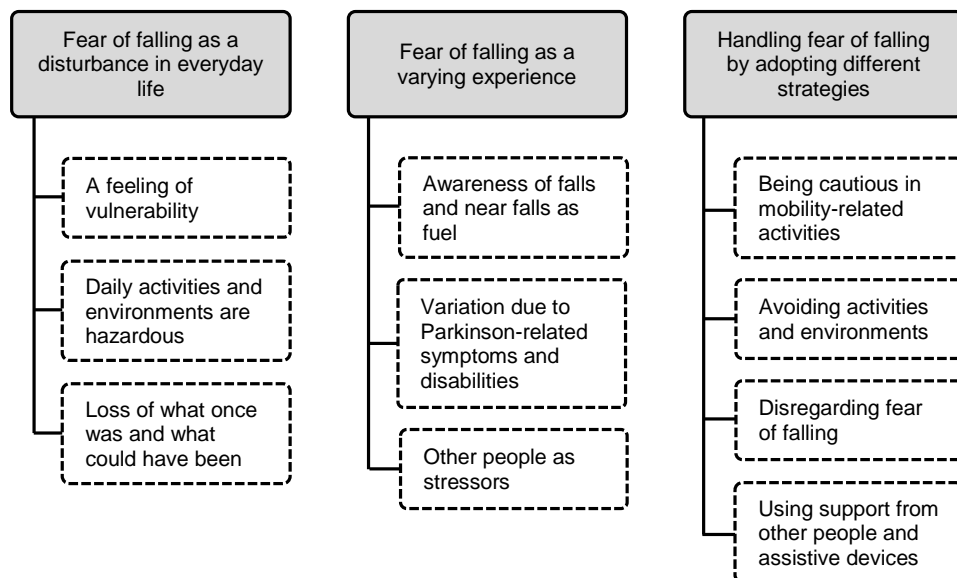 Fear of falling as a
disturbance in everyday
life
A feeling of
vulnerability
Daily activities and
environments are
hazardous
Loss of what once
was and what
could have been
Fear of falling as a
varying experience
Awareness of falls
and near falls as
fuel
Variation due to
Parkinson-related
symptoms and
disabilities
Other people as
stressors
Handling fear of falling
by adopting different
strategies
Being cautious in
mobility-related
activities
Avoiding activities
and environments
Disregarding fear
of falling
Using support from
other people and
assistive devices